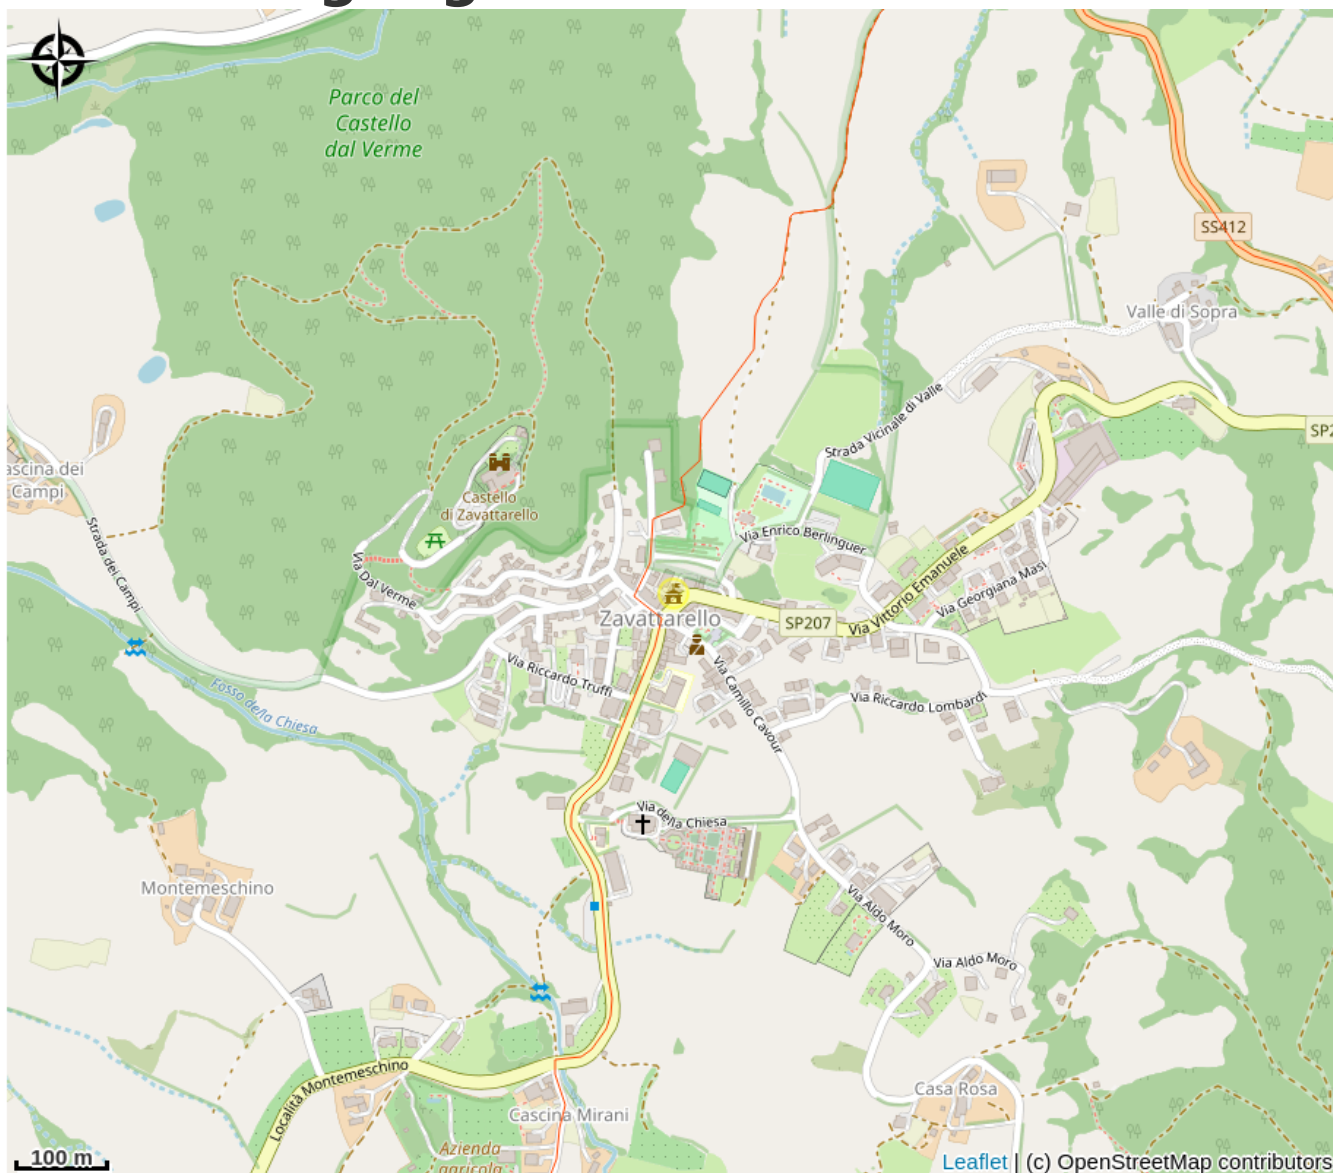 Parco del
Castello
dal Verme
SS412
Valle di Sopra
Strada Vicinale di Valle
SP2
ascina dei
Campi
Castello
di Zavattarello
Strada dei Campi
Via Dal Verme
Via Enrico Berlinguer
Via Vittorio Emanuele
Via Georgiana Masi
Zavattarello
SP207
Via Riccardo Truffi
Via Camillo Cavour
Via Riccardo Lombardi
Fosso della Chiesa
Via della Chiesa
Montemeschino
Via Aldo Moro
Via Aldo Moro
Località Montemeschino
Casa Rosa
Cascina Mirani
Azienda
agricola
100 m
Leaflet | (c) OpenStreetMap contributors